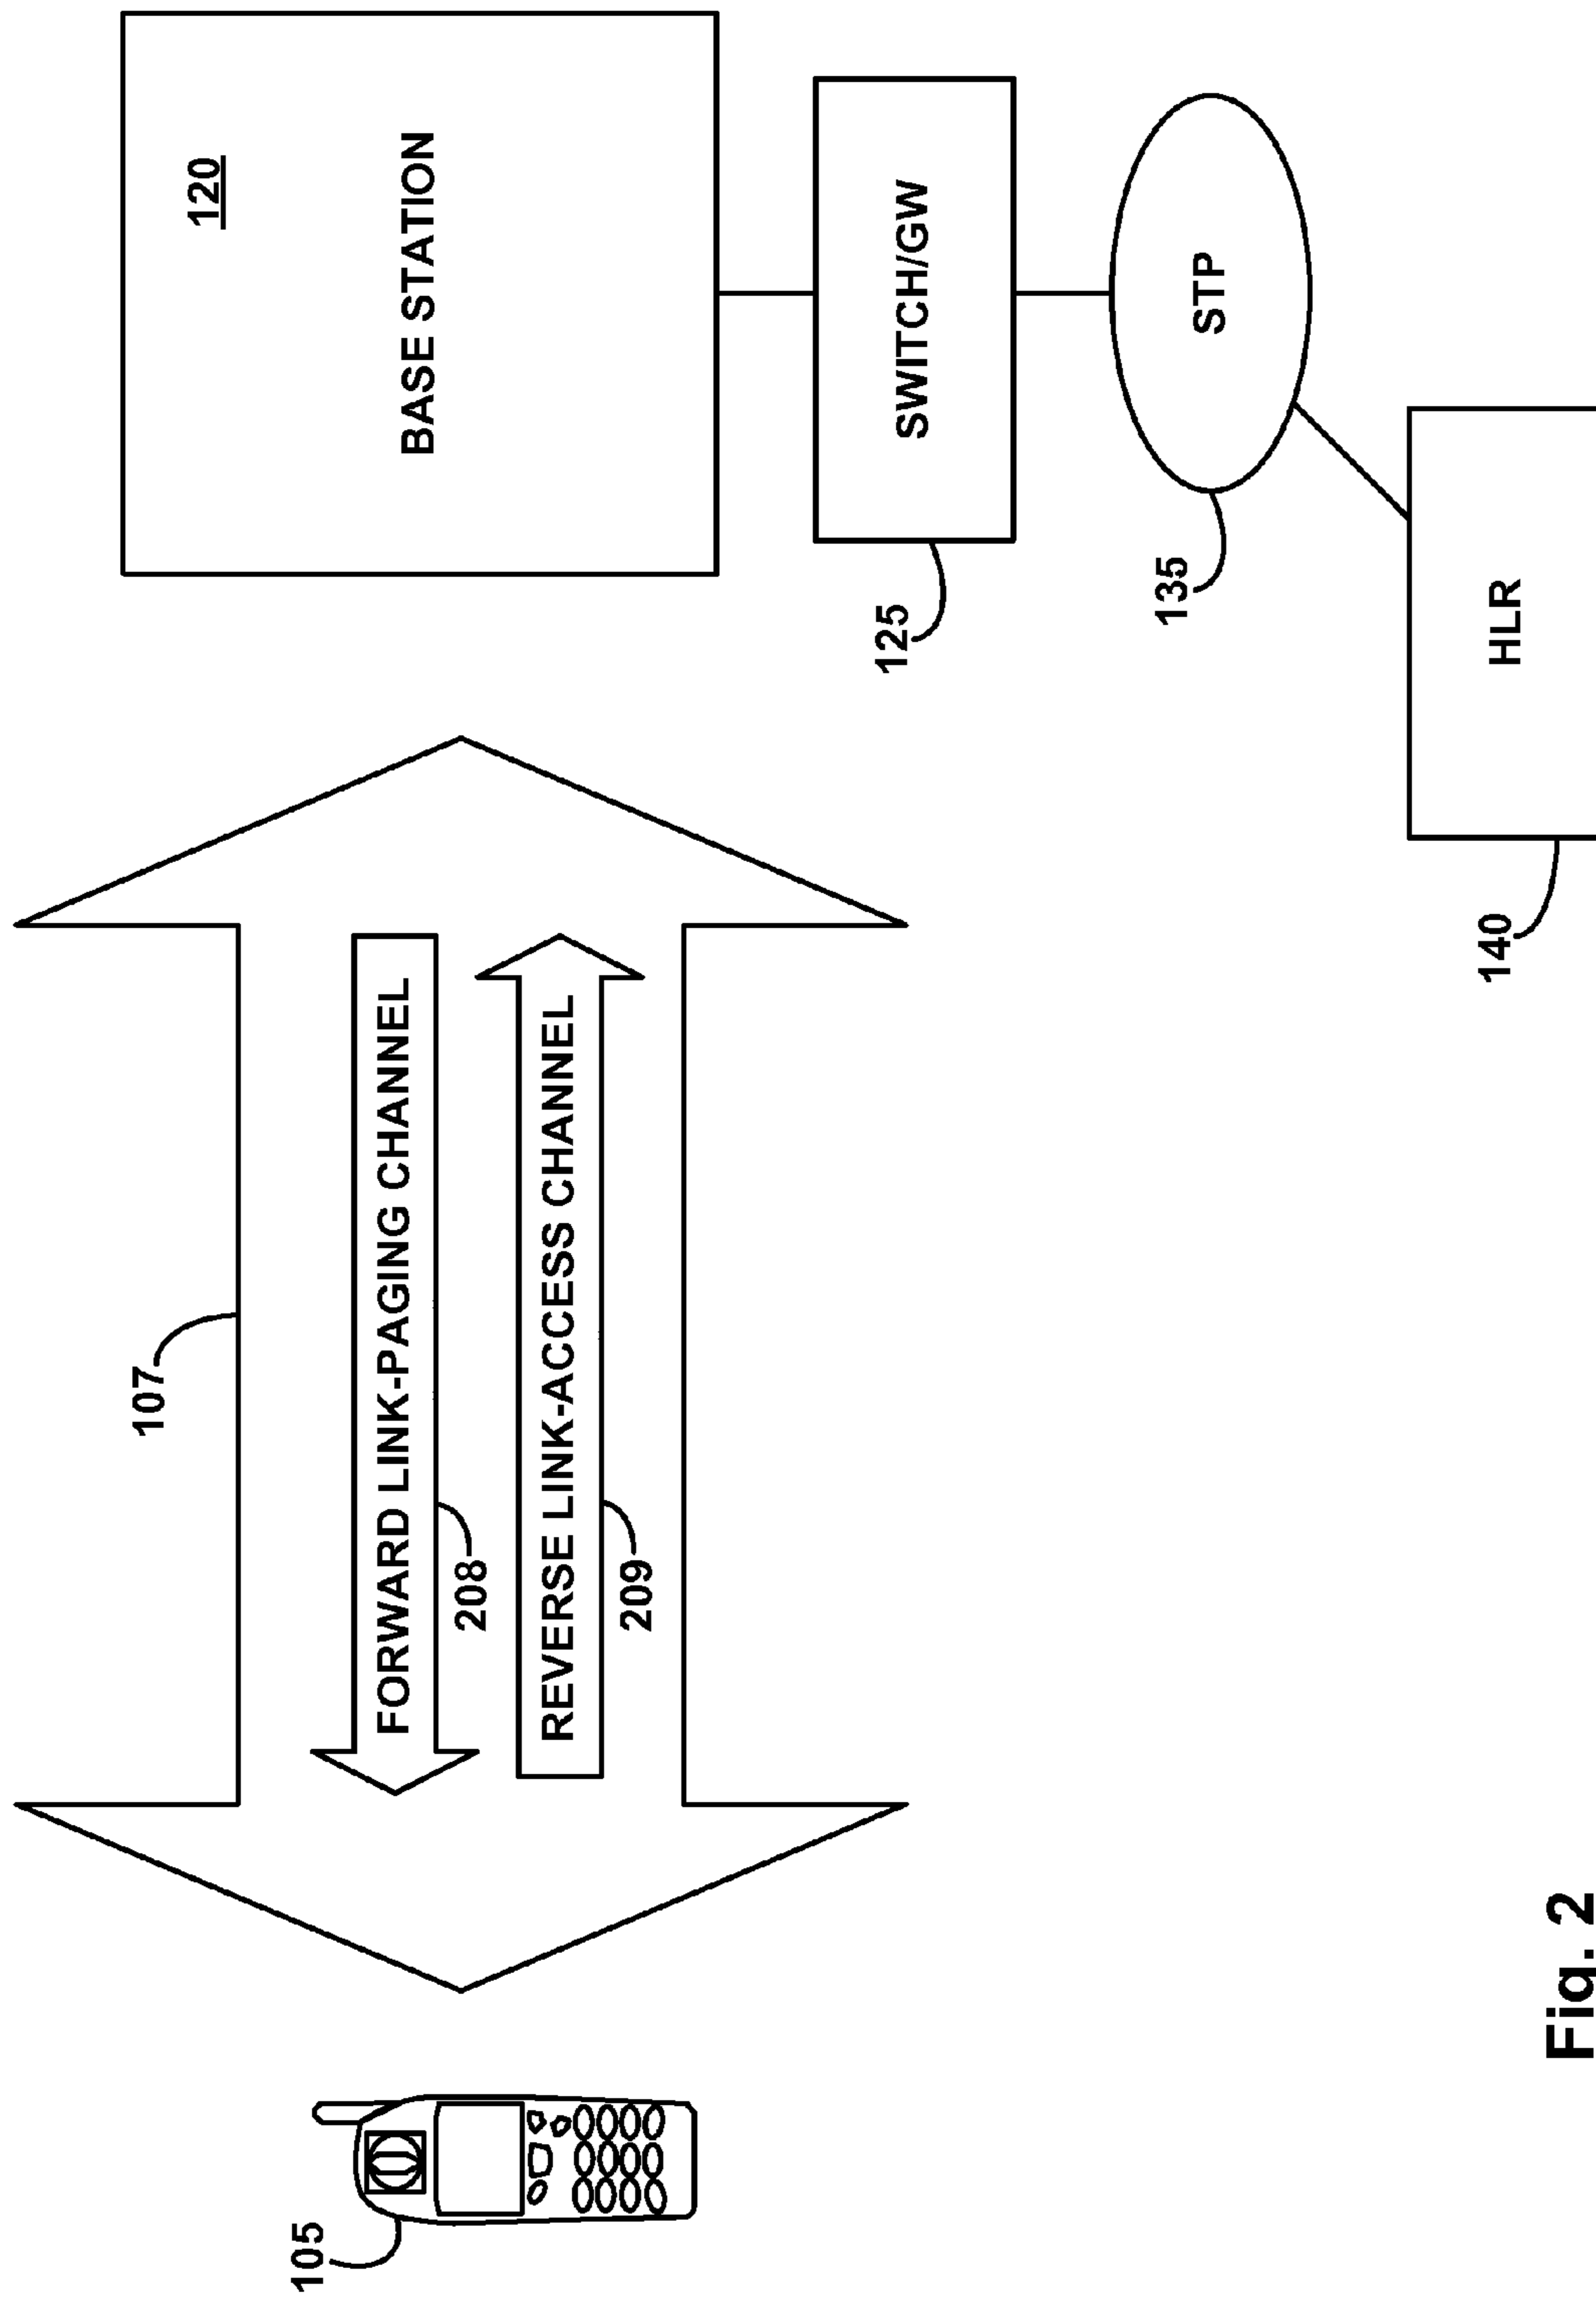 120
BASE STATION
107
FORWARD LINK-PAGING CHANNEL
208
REVERSE LINK-ACCESS CHANNEL
209
105
SWITCH/GW
125
STP
135
HLR
140
Fig. 2